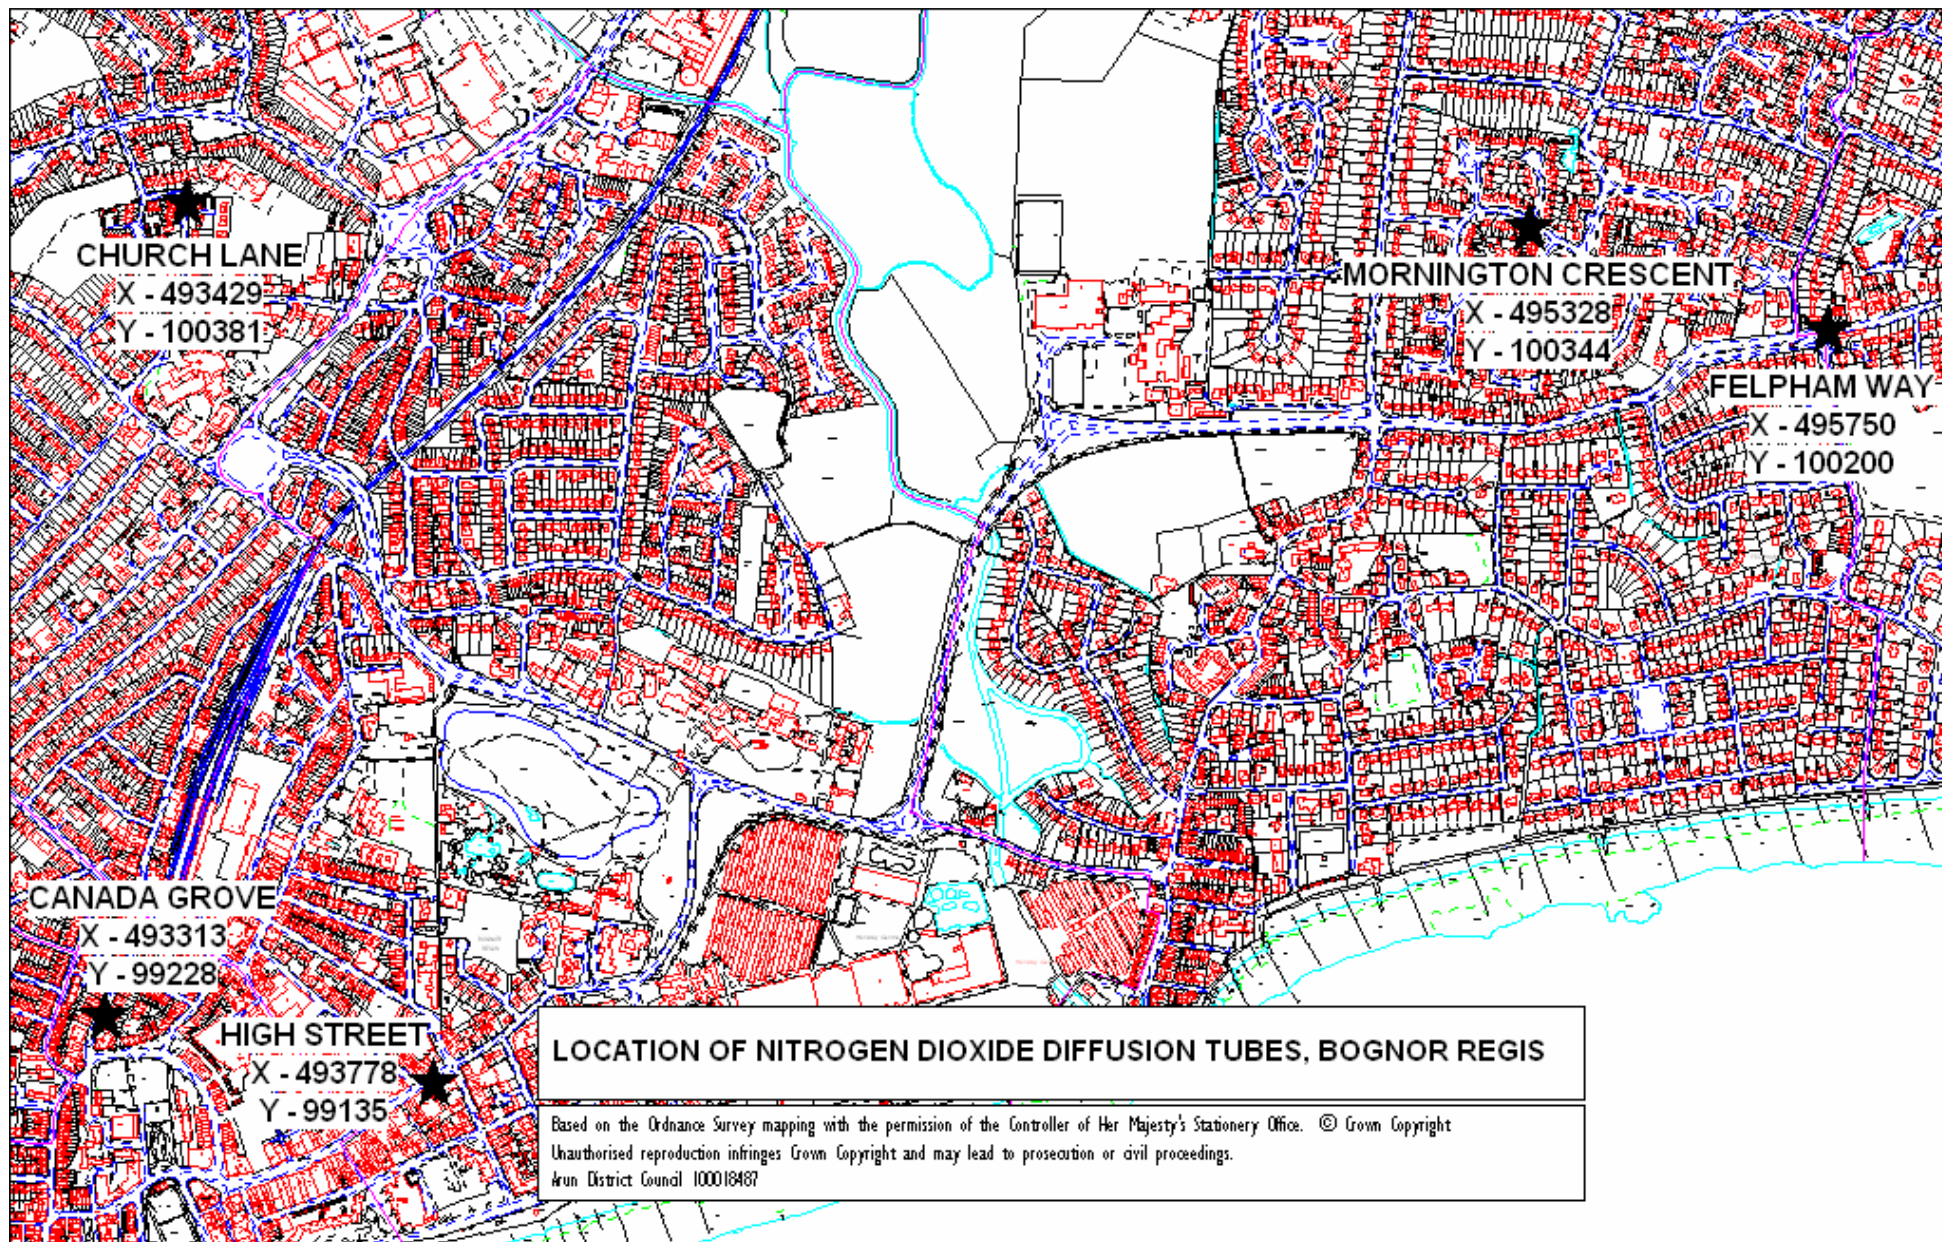 CHURCH LANE
X - 493429
Y - 100381
MORNINGTON CRESCENT
X - 495328
Y - 100344
FELPHAM WAY
X - 495750
Y - 100200
CANADA GROVE
X - 493313
Y - 99228
HIGH STREET
X - 493778
Y - 99135
LOCATION OF NITROGEN DIOXIDE DIFFUSION TUBES, BOGNOR REGIS
Based on the Ordnance Survey mapping with the permission of the Controller of Her Majesty's Stationery Office. © Crown Copyright
Unauthorised reproduction infringes Crown Copyright and may lead to prosecution or civil proceedings.
Arun District Council 100018487